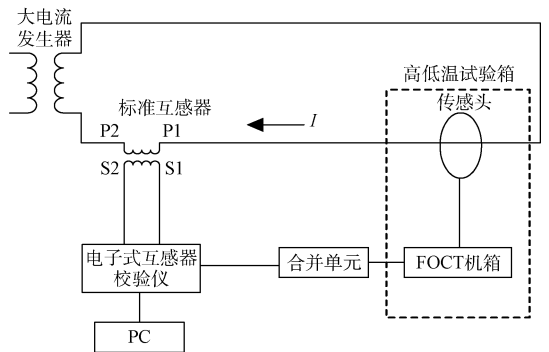 大电流
发生器
高低温试验箱
标准互感器
传感头
P2
P1
I
S2
S1
电子式互感器
校验仪
合并单元
FOCT机箱
PC